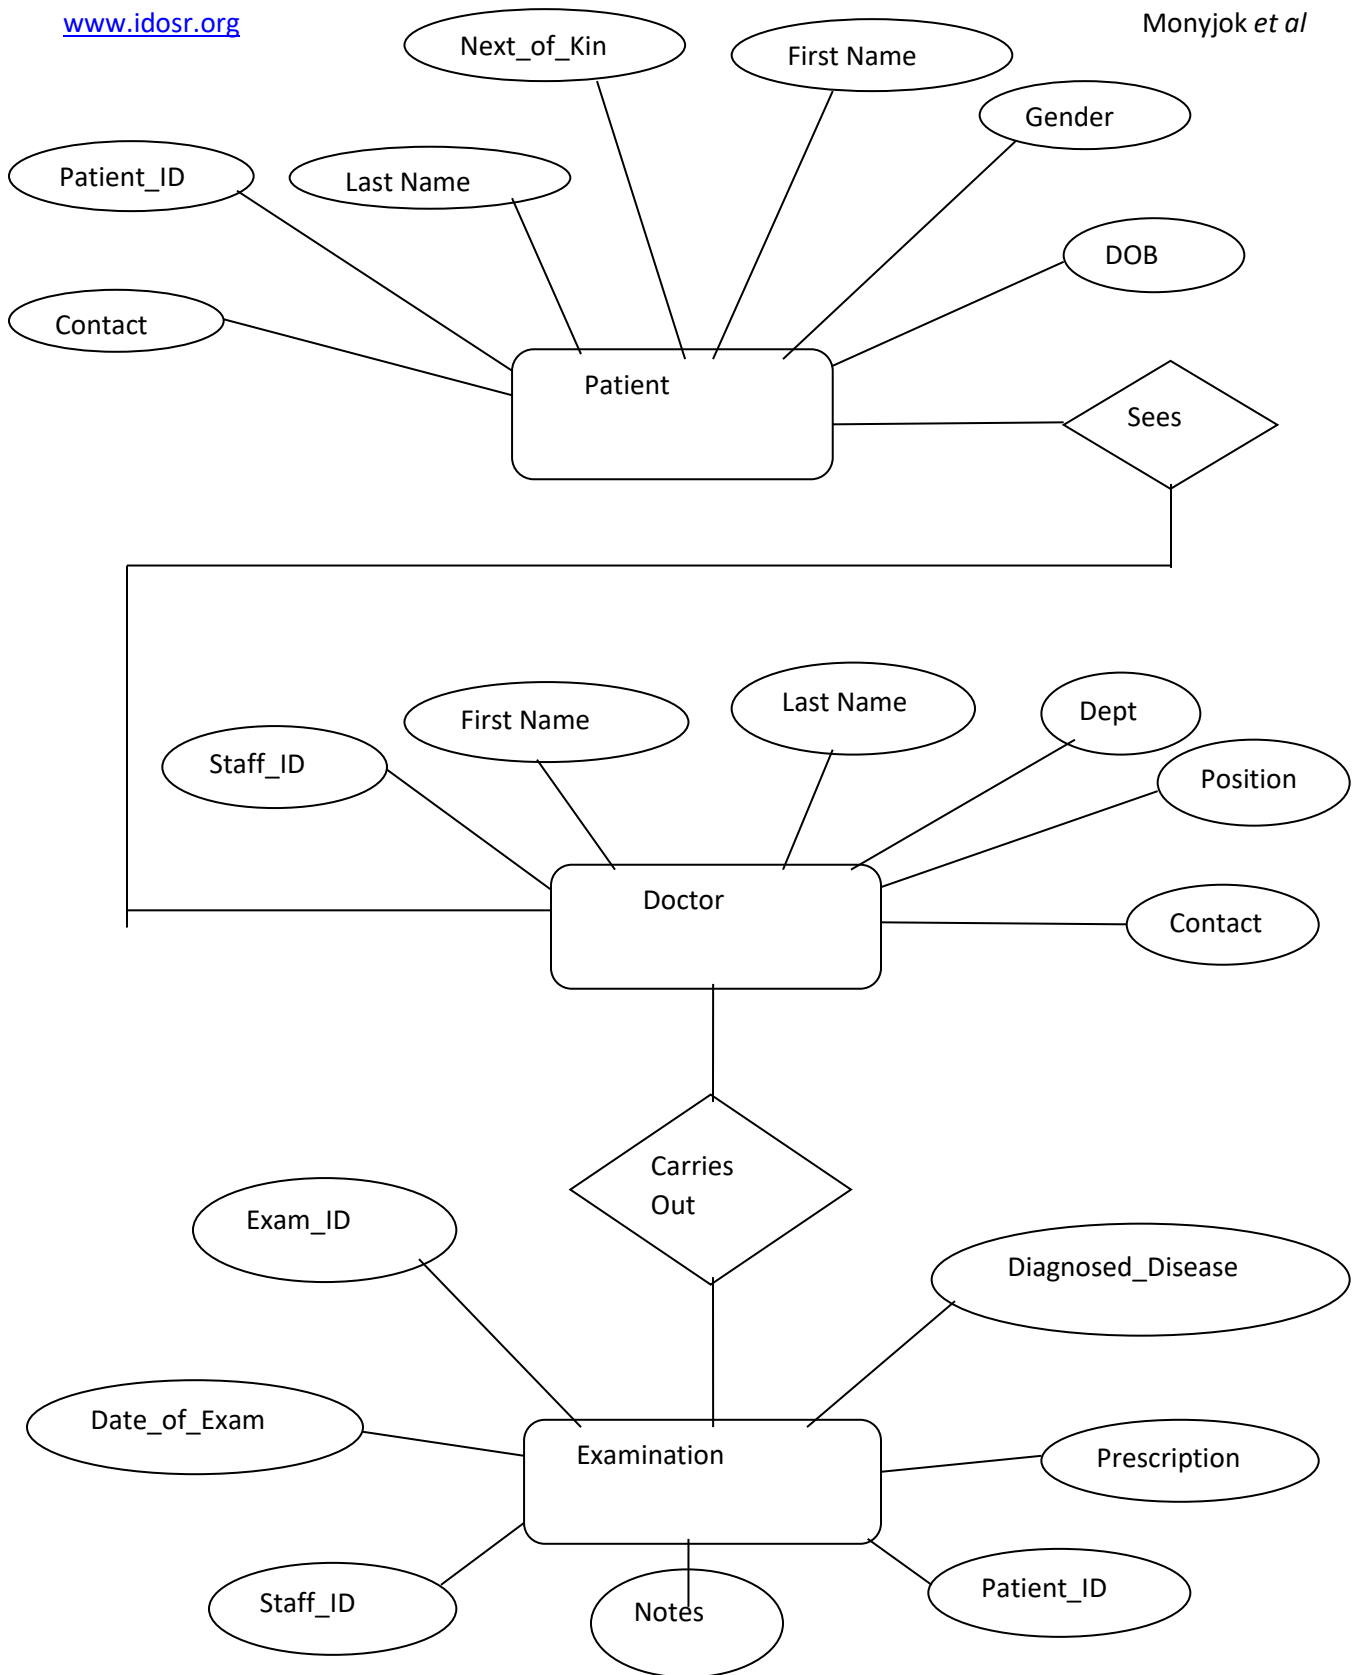 www.idosr.org
Monyjok et al
Next_of_Kin
First Name
Gender
Patient_ID
Last Name
DOB
Contact
Patient
Sees
First Name
Last Name
Dept
Staff_ID
Position
Doctor
Contact
Carries
Out
Exam_ID
Diagnosed_Disease
Date_of_Exam
Examination
Prescription
Staff_ID
Notes
Patient_ID